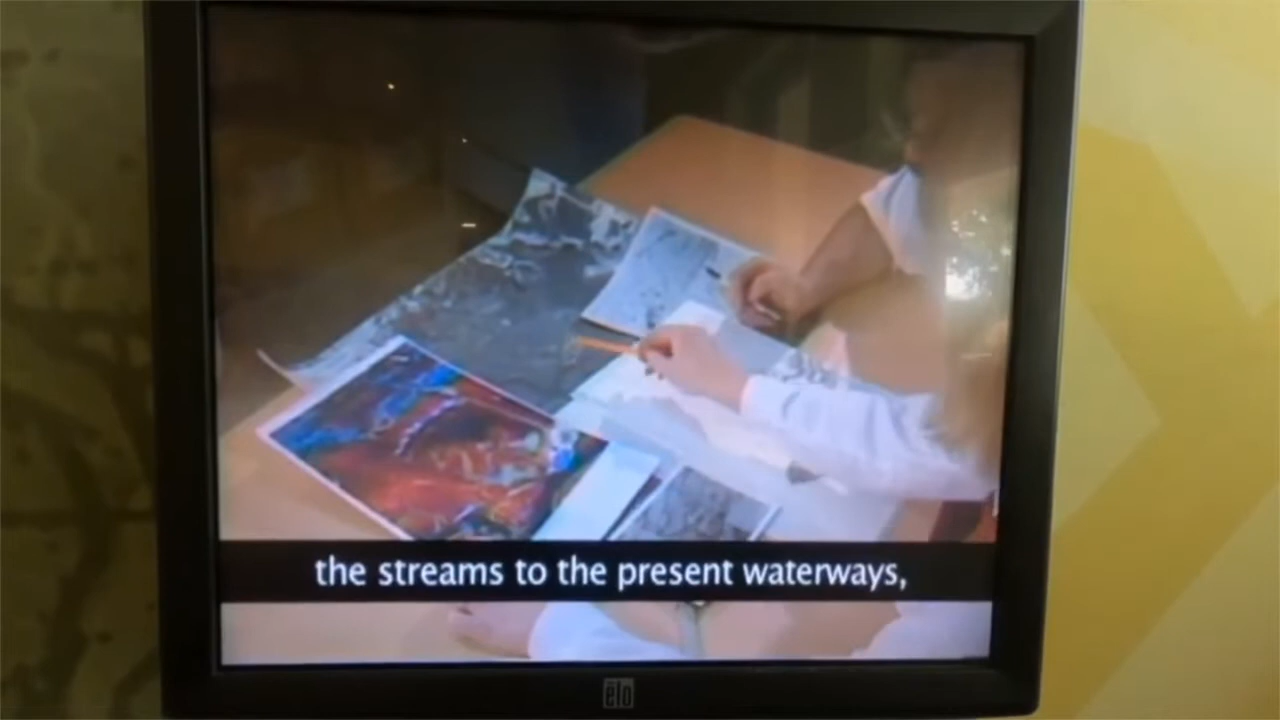 the streams to the present waterways,
elo